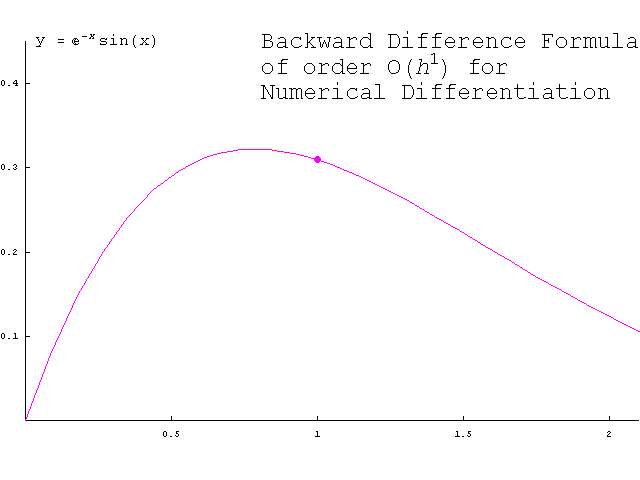 y = e⁻ˣ sin(x)
Backward Difference Formula
of order O(h¹) for
Numerical Differentiation
0.4
0.3
0.2
0.1
0.5 1 1.5 2